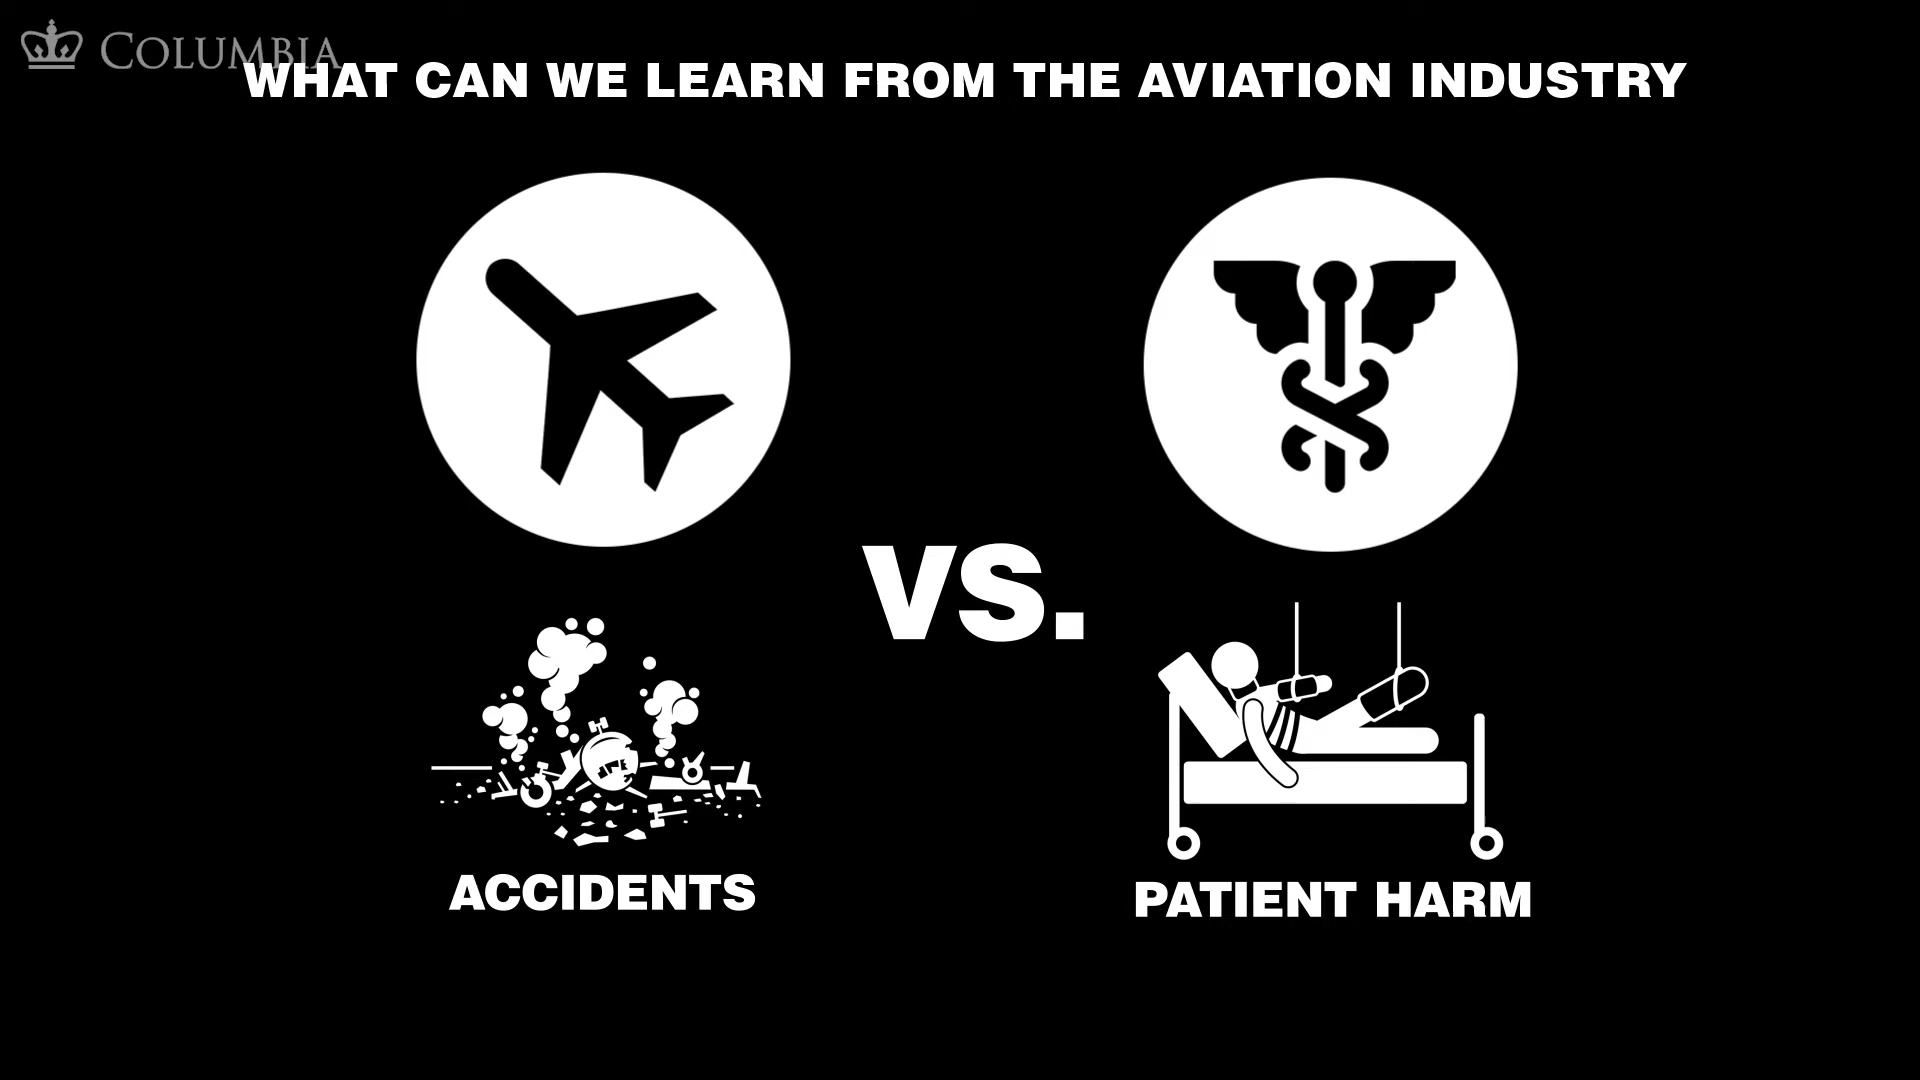 COLUMBIA
WHAT CAN WE LEARN FROM THE AVIATION INDUSTRY
VS.
ACCIDENTS
PATIENT HARM